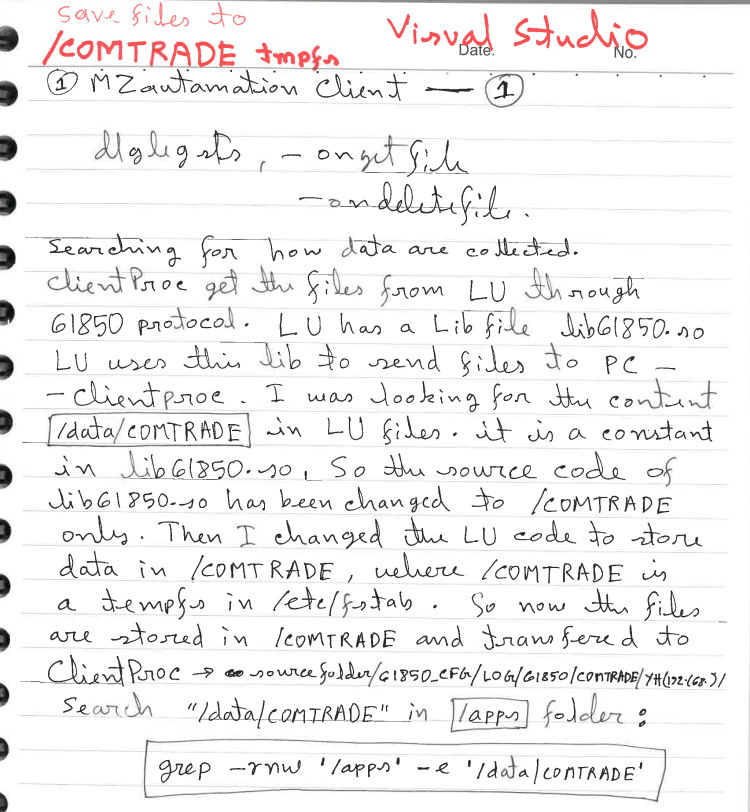 save files to
/COMTRADE tmpfs
Visual Studio
Date.
No.
① MZautamation Client — ①
dlglegats, - onget file
- ondeletefile.
Searching for how data are collected.
ClientProc get the files from LU through
61850 protocol. LU has a Lib file lib61850.so
LU uses this lib to send files to PC -
- clientproc. I was looking for the content
/data/COMTRADE in LU files. it is a constant
in lib61850.so, So the source code of
lib61850.so has been changed to /COMTRADE
only. Then I changed the LU code to store
data in /COMTRADE, where /COMTRADE is
a tempfs in /etc/fstab. So now the files
are stored in /COMTRADE and transfered to
ClientProc → sourcefolder/61850_CFG/LOG/61850/COMTRADE/YH(192.168.)/
Search "/data/COMTRADE" in /apps folder:
grep -rnw '/apps' -e '/data/COMTRADE'